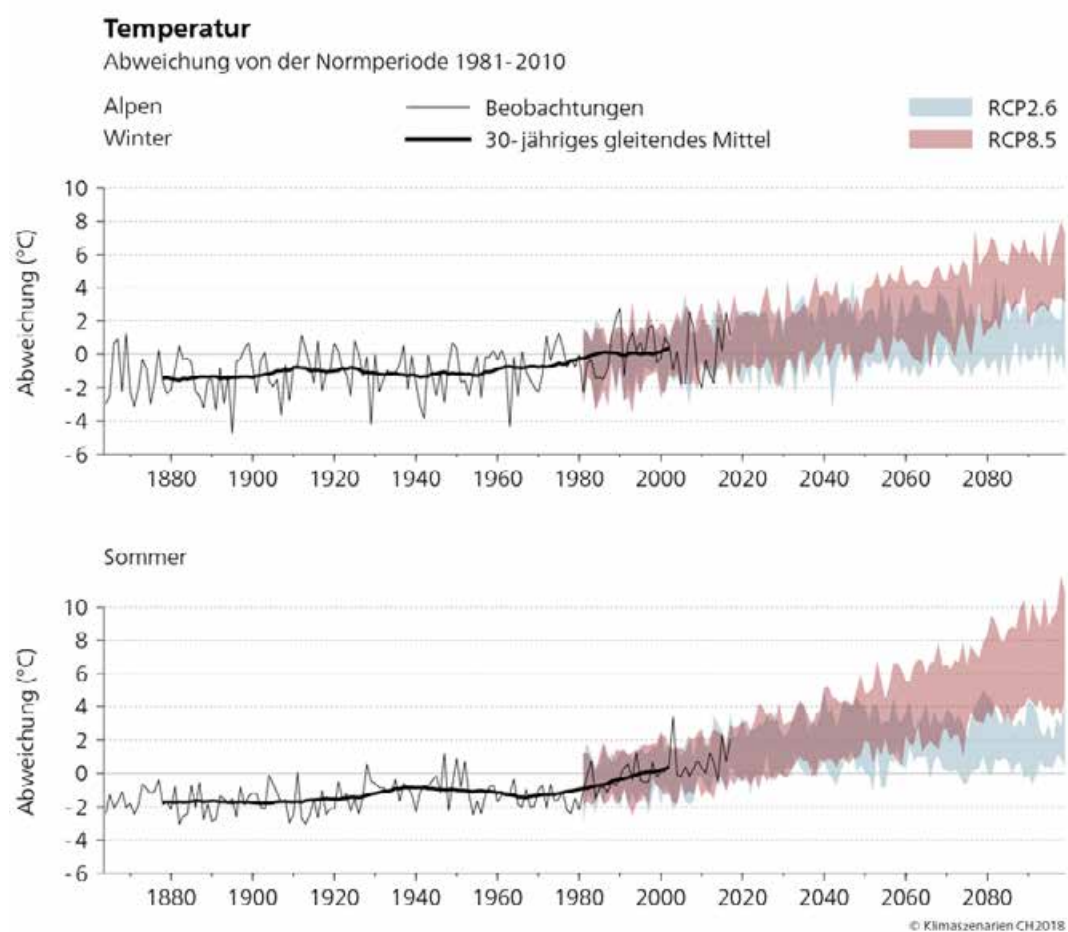 Temperatur
Abweichung von der Normperiode 1981-2010
Alpen
Winter
Beobachtungen
30-jähriges gleitendes Mittel
RCP2.6
RCP8.5
Abweichung (°C)
10
8
6
4
2
0
-2
-4
-6
1880 1900 1920 1940 1960 1980 2000 2020 2040 2060 2080
Sommer
Abweichung (°C)
10
8
6
4
2
0
-2
-4
-6
1880 1900 1920 1940 1960 1980 2000 2020 2040 2060 2080
© Klimaszenarien CH2018